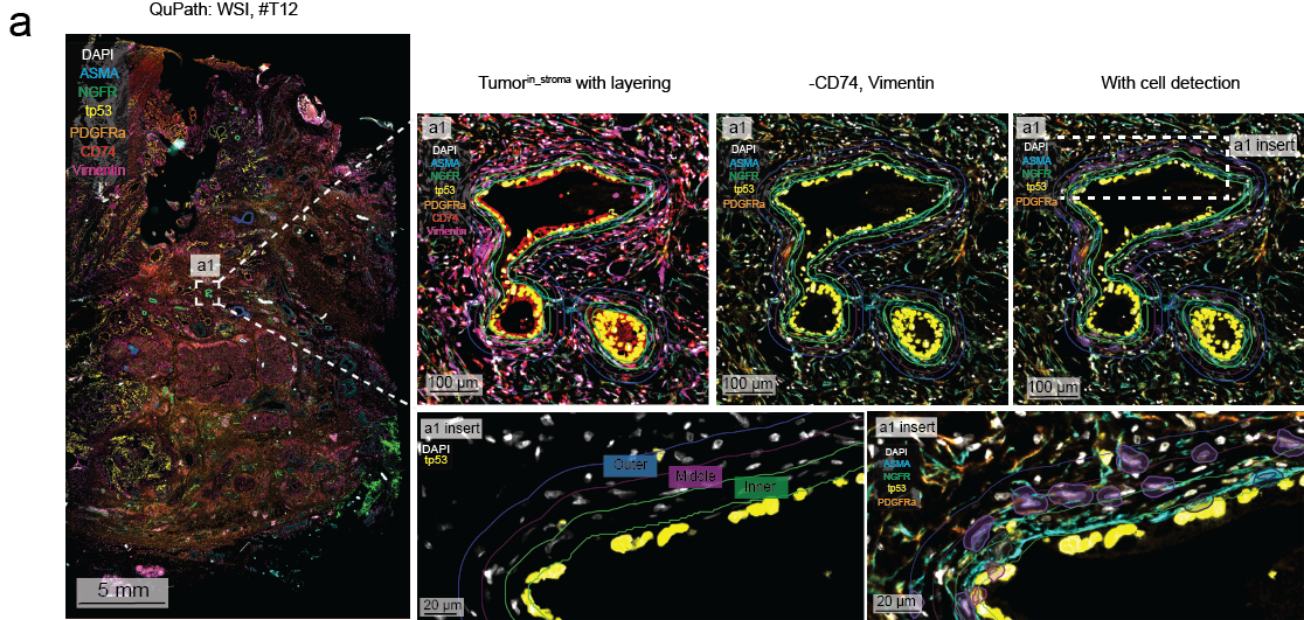 a
QuPath: WSI, #T12
DAPI
ASMA
NGFR
tp53
PDGFRa
CD74
Vimentin
a1
5 mm
Tumorin_stroma with layering
a1
DAPI
ASMA
NGFR
tp53
PDGFRa
CD74
Vimentin
100 µm
-CD74, Vimentin
a1
DAPI
ASMA
NGFR
tp53
PDGFRa
100 µm
With cell detection
a1
DAPI
ASMA
NGFR
tp53
PDGFRa
a1 insert
100 µm
a1 insert
DAPI
tp53
Outer
Middle
Inner
20 µm
a1 insert
DAPI
ASMA
NGFR
tp53
PDGFRa
20 µm